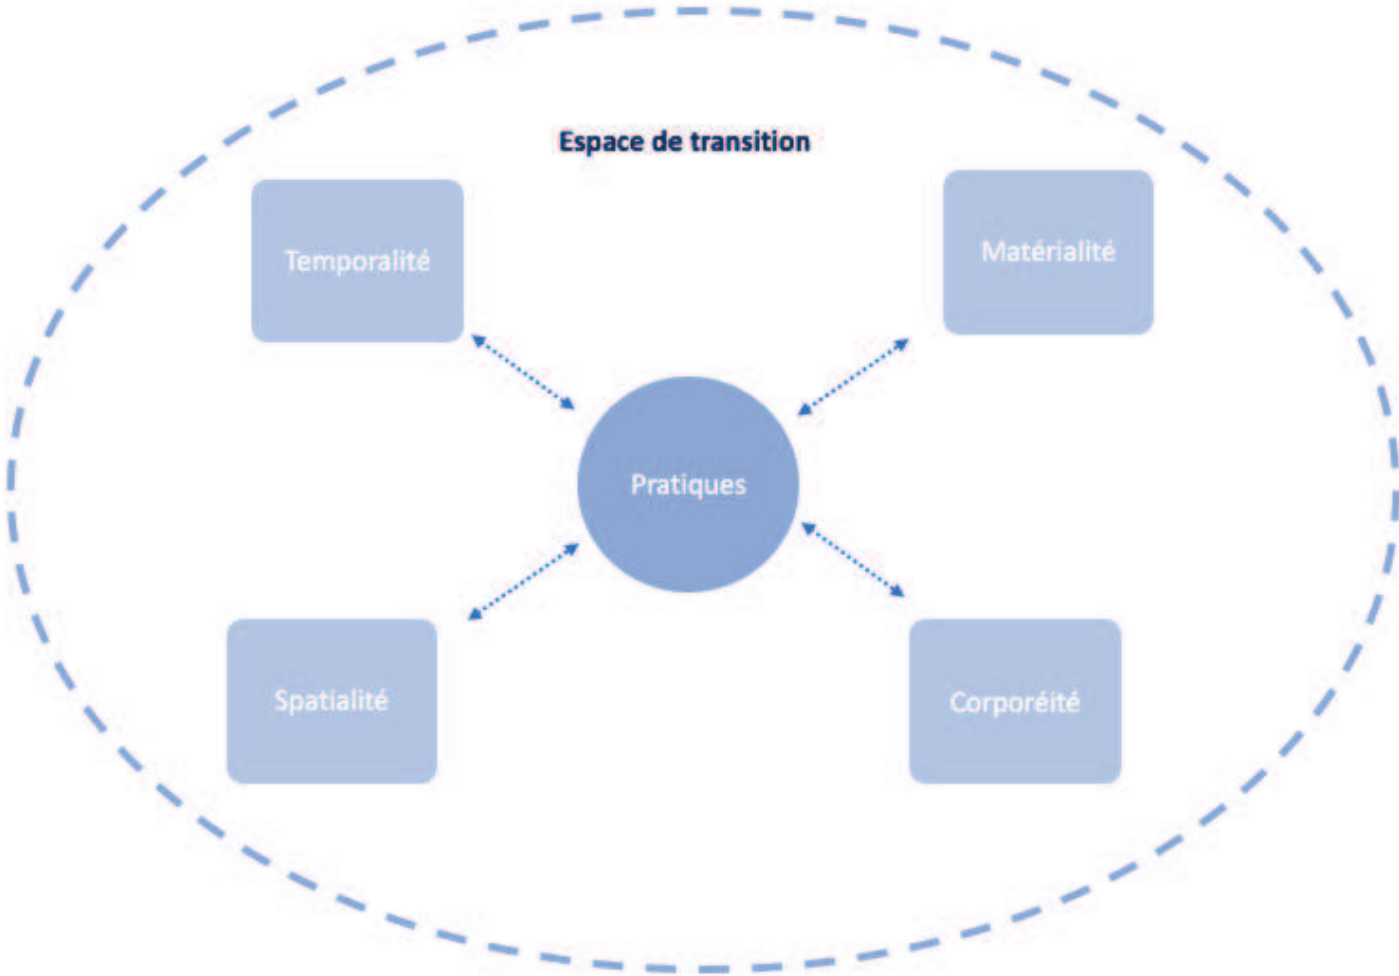 Espace de transition
Temporalité
Matérialité
Pratiques
Spatialité
Corporéité